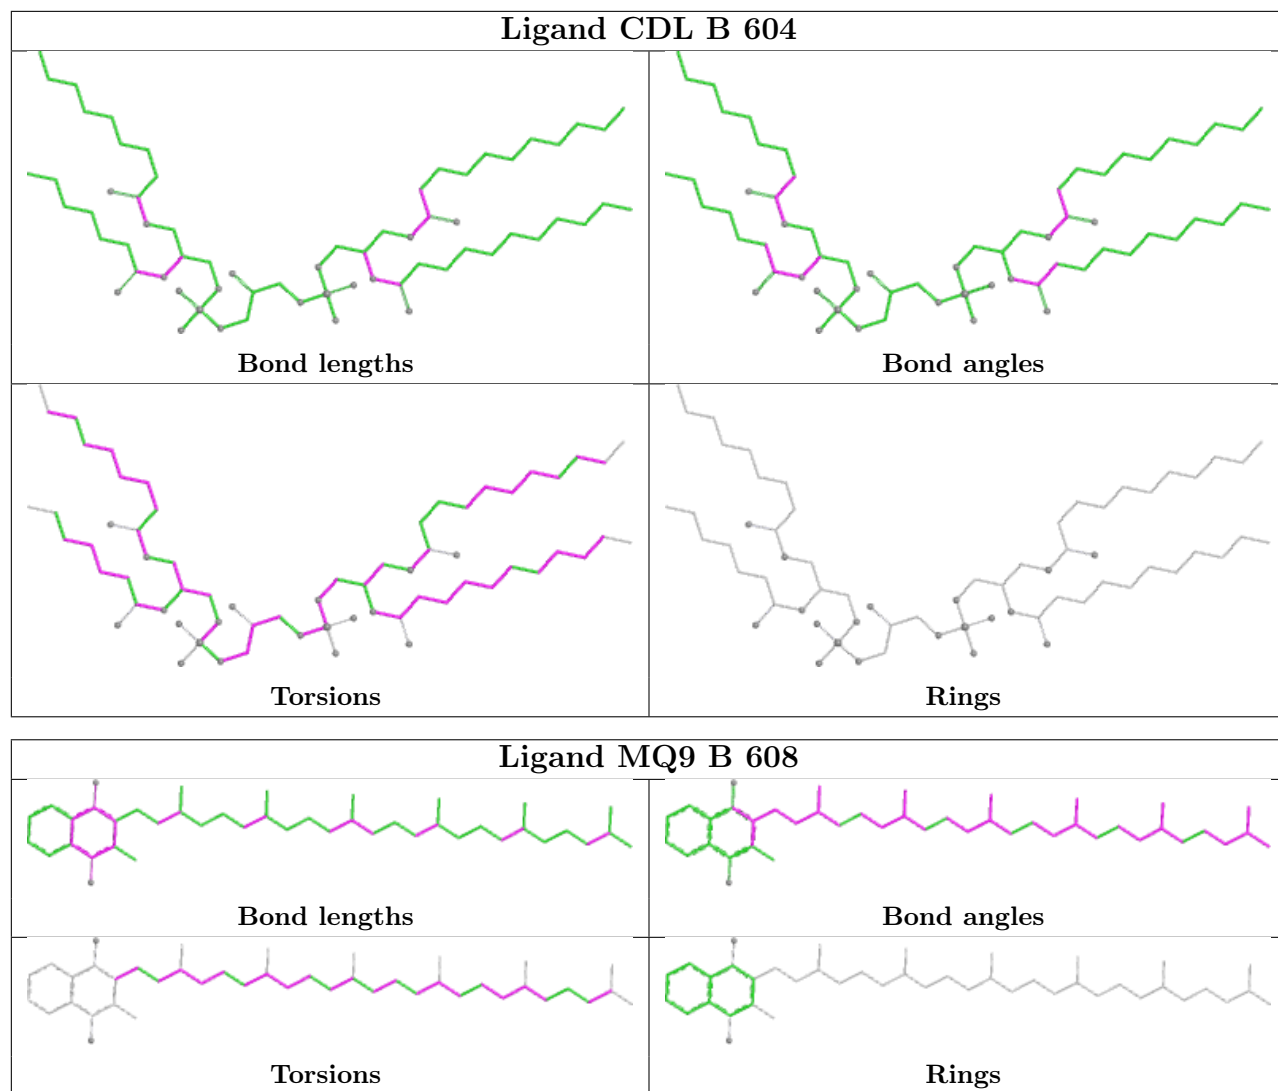 Ligand CDL B 604
Bond lengths
Bond angles
Torsions
Rings
Ligand MQ9 B 608
Bond lengths
Bond angles
Torsions
Rings